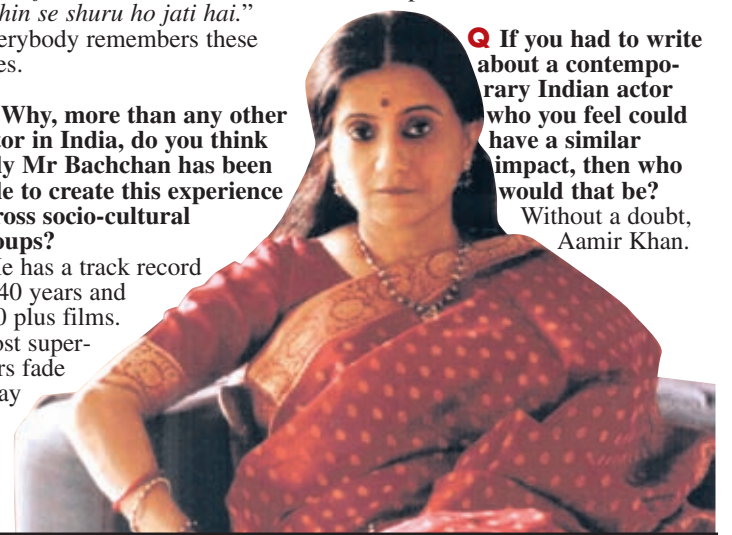 hin se shuru ho jati hai.”
erybody remembers these
es.
Why, more than any other
tor in India, do you think
ly Mr Bachchan has been
le to create this experience
ross socio-cultural
oups?
He has a track record
40 years and
0 plus films.
ost super-
rs fade
ay
Q If you had to write
about a contempo-
rary Indian actor
who you feel could
have a similar
impact, then who
would that be?
Without a doubt,
Aamir Khan.